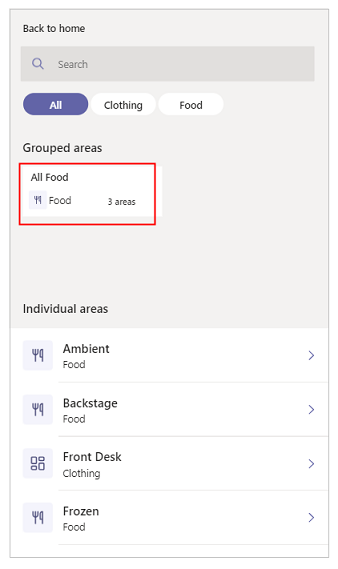 Back to home
Search
All Clothing Food
Grouped areas
All Food
Food 3 areas
Individual areas
Ambient
Food
Backstage
Food
Front Desk
Clothing
Frozen
Food